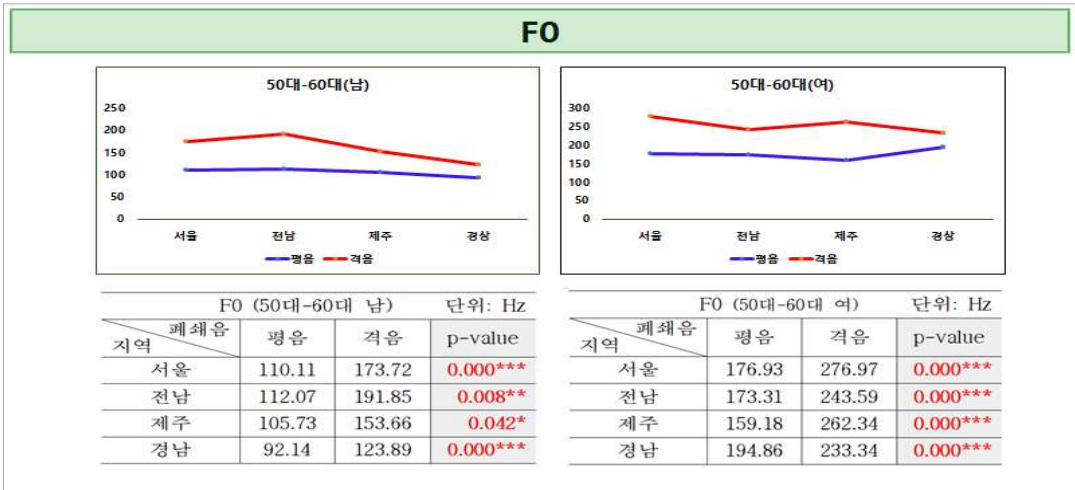 F0
50대-60대(남)
250
200
150
100
50
0
서울 전남 제주 경상
평음 격음
50대-60대(여)
300
250
200
150
100
50
0
서울 전남 제주 경상
평음 격음
F0 (50대-60대 남) 단위: Hz
폐쇄음
지역 평음 격음 p-value
서울 110.11 173.72 0.000***
전남 112.07 191.85 0.008**
제주 105.73 153.66 0.042*
경남 92.14 123.89 0.000***
F0 (50대-60대 여) 단위: Hz
폐쇄음
지역 평음 격음 p-value
서울 176.93 276.97 0.000***
전남 173.31 243.59 0.000***
제주 159.18 262.34 0.000***
경남 194.86 233.34 0.000***